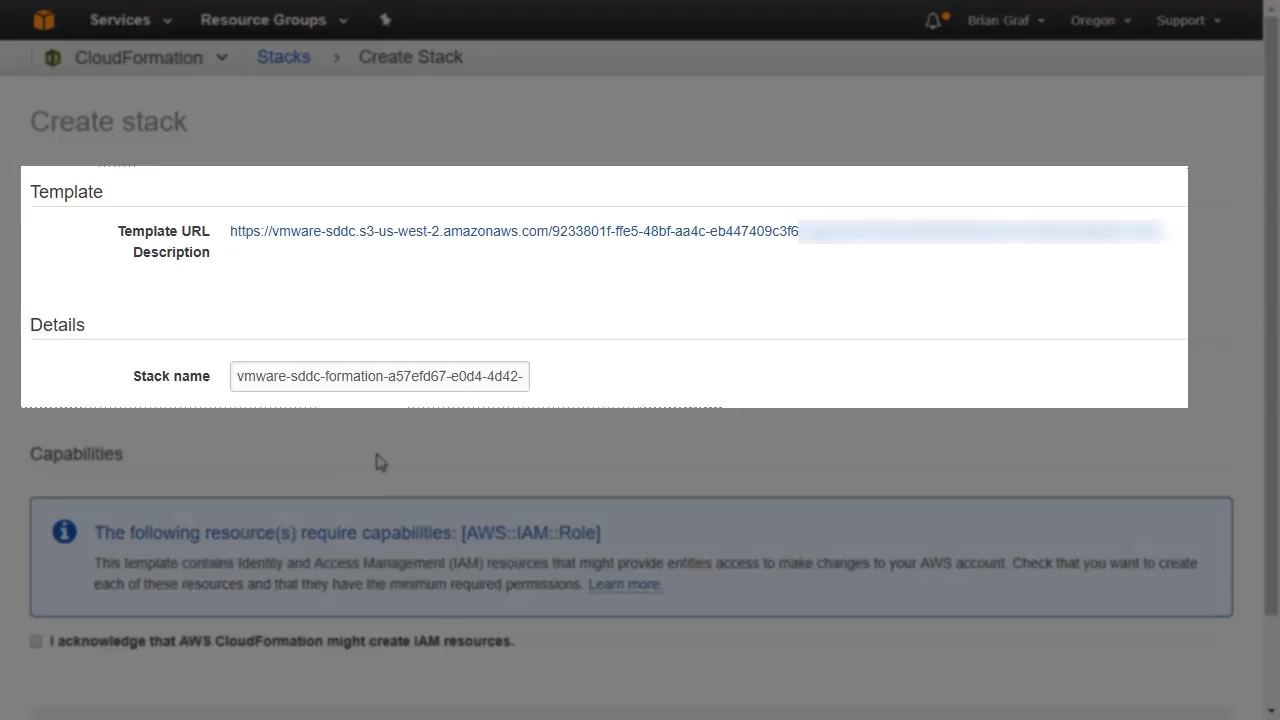 Services Resource Groups Brian Graf Oregon Support
CloudFormation Stacks > Create Stack
Create stack
Template
Template URL https://vmware-sddc.s3-us-west-2.amazonaws.com/9233801f-ffe5-48bf-aa4c-eb447409c3f6
Description
Details
Stack name vmware-sddc-formation-a57efd67-e0d4-4d42-
Capabilities
The following resource(s) require capabilities: [AWS::IAM::Role]
This template contains Identity and Access Management (IAM) resources that might provide entities access to make changes to your AWS account. Check that you want to create
each of these resources and that they have the minimum required permissions. Learn more.
I acknowledge that AWS CloudFormation might create IAM resources.